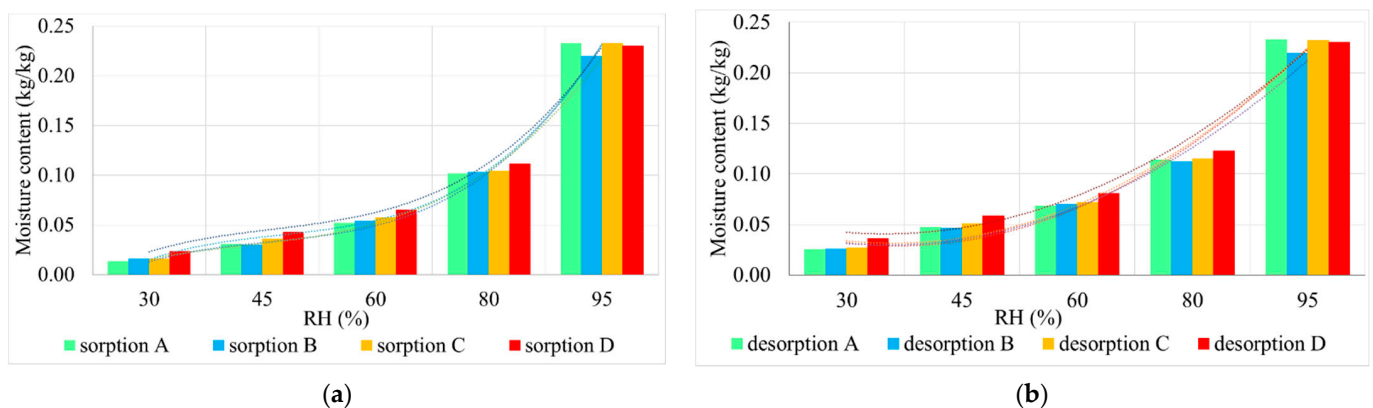 0.25
0.20
0.15
0.10
0.05
0.00
Moisture content (kg/kg)
30 45 60 80 95
RH (%)
sorption A sorption B sorption C sorption D
(a)
0.25
0.20
0.15
0.10
0.05
0.00
Moisture content (kg/kg)
30 45 60 80 95
RH (%)
desorption A desorption B desorption C desorption D
(b)